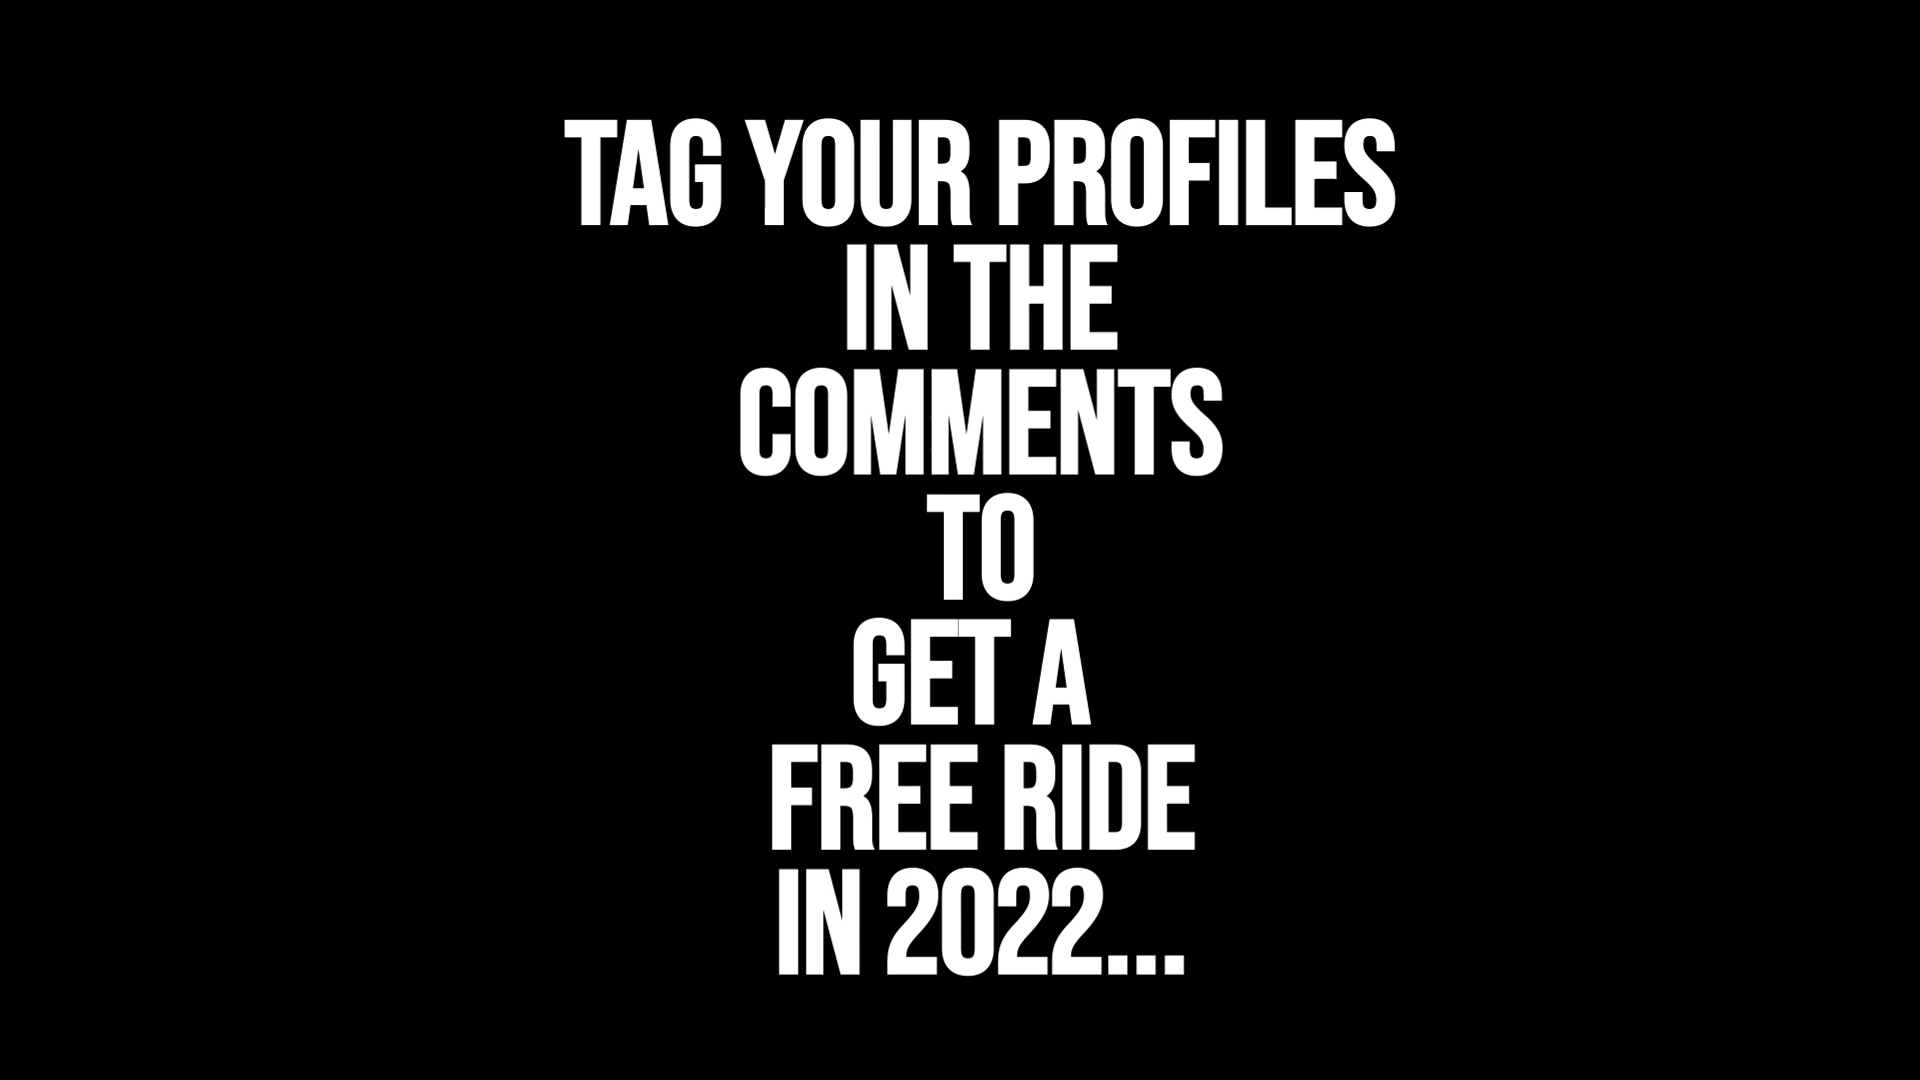 TAG YOUR PROFILES
IN THE
COMMENTS
TO
GET A
FREE RIDE
IN 2022...